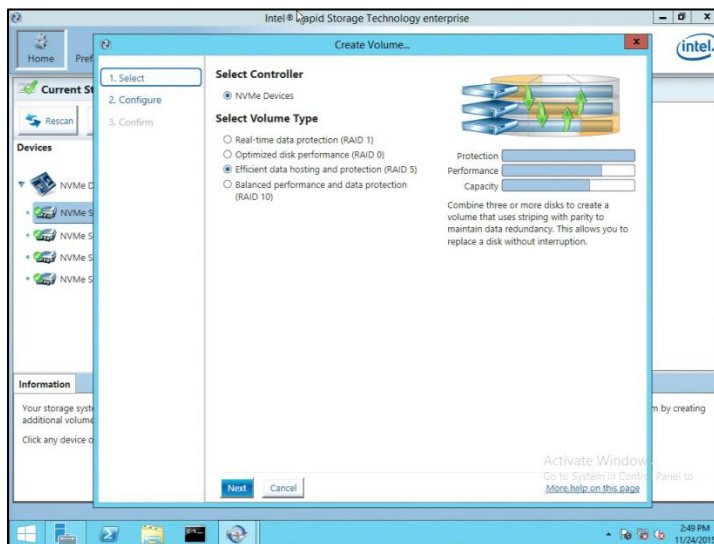 Intel® Rapid Storage Technology enterprise
Home
Pref
intel
Create Volume...
Current St
Rescan
Devices
NVMe D
NVMe S
NVMe S
NVMe S
NVMe S
1. Select
2. Configure
3. Confirm
Select Controller
NVMe Devices
Select Volume Type
Real-time data protection (RAID 1)
Optimized disk performance (RAID 0)
Efficient data hosting and protection (RAID 5)
Balanced performance and data protection
(RAID 10)
Protection
Performance
Capacity
Combine three or more disks to create a
volume that uses striping with parity to
maintain data redundancy. This allows you to
replace a disk without interruption.
Information
Your storage syste
additional volume
Click any device o
m by creating
Activate Windows
Go to System in Control Panel to
More help on this page
Next
Cancel
2:49 PM
11/24/2015